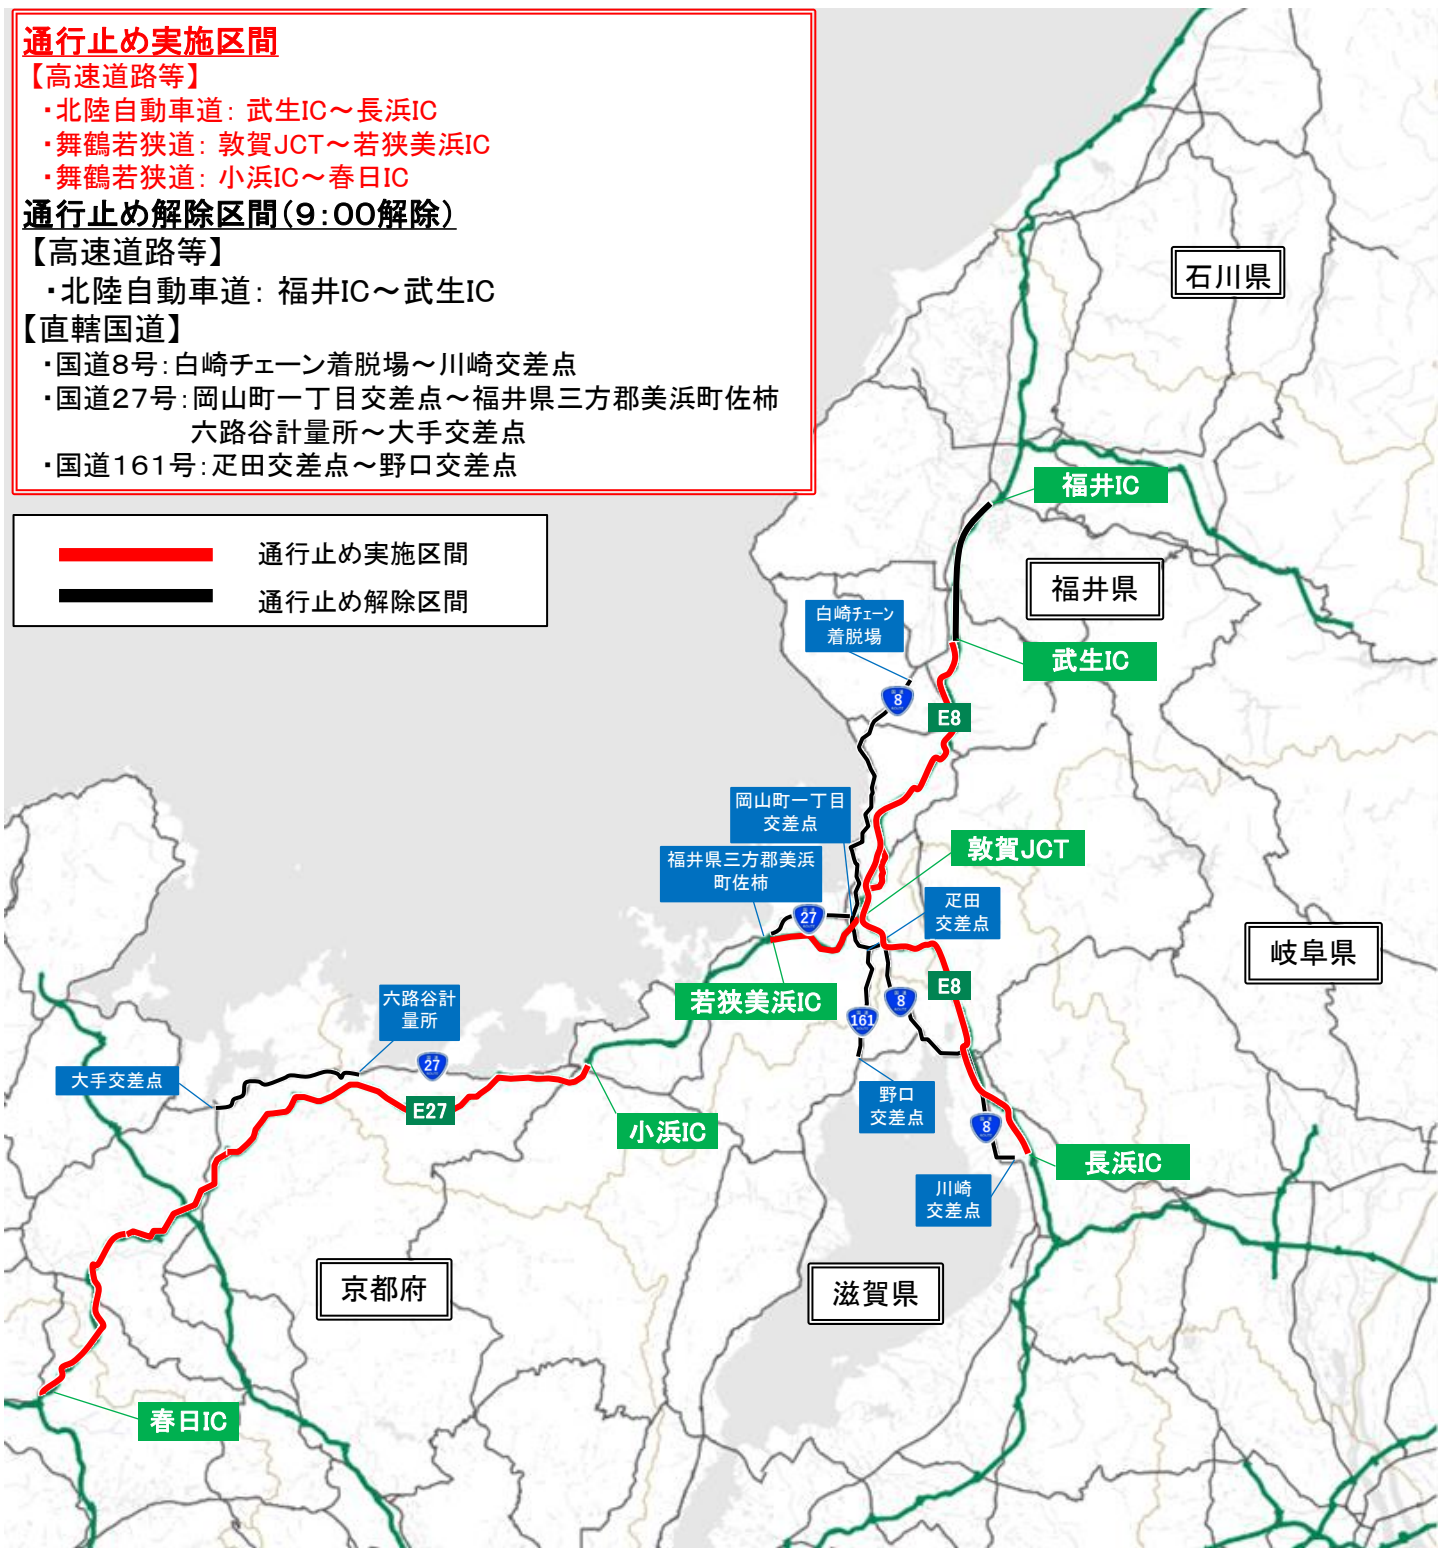 通行止め実施区間
【高速道路等】
・北陸自動車道：武生IC～長浜IC
・舞鶴若狭道：敦賀JCT～若狭美浜IC
・舞鶴若狭道：小浜IC～春日IC
通行止め解除区間（9：00解除）
【高速道路等】
・北陸自動車道：福井IC～武生IC
【直轄国道】
・国道8号：白崎チェーン着脱場～川崎交差点
・国道27号：岡山町一丁目交差点～福井県三方郡美浜町佐柿
六路谷計量所～大手交差点
・国道161号：疋田交差点～野口交差点
通行止め実施区間
通行止め解除区間
石川県
福井IC
福井県
白崎チェーン
着脱場
武生IC
8
E8
岡山町一丁目
交差点
敦賀JCT
福井県三方郡美浜
町佐柿
疋田
交差点
27
岐阜県
若狭美浜IC
E8
8
161
六路谷計
量所
27
大手交差点
野口
交差点
E27
小浜IC
8
長浜IC
川崎
交差点
京都府
滋賀県
春日IC